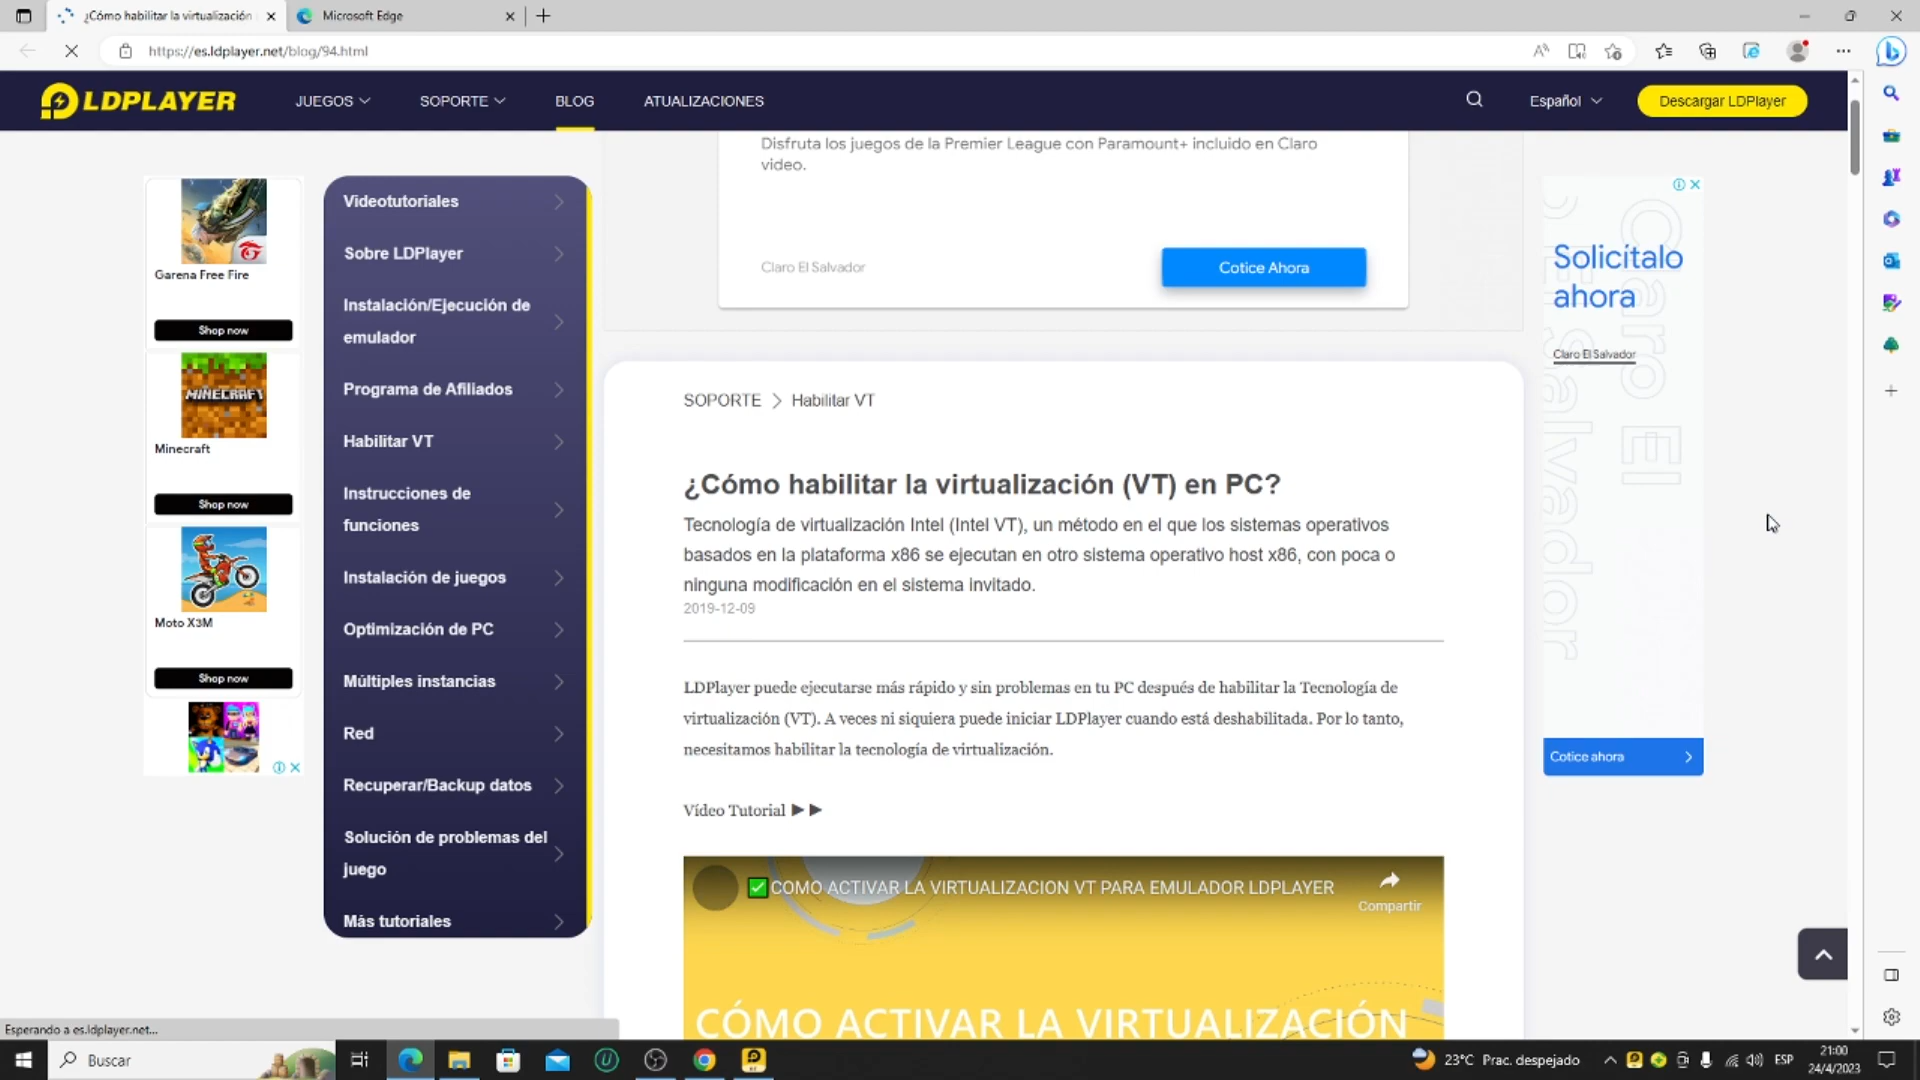 ¿Cómo habilitar la virtualización
Microsoft Edge
https://es.ldplayer.net/blog/94.html
LDPLAYER
JUEGOS
SOPORTE
BLOG
ATUALIZACIONES
Español
Descargar LDPlayer
Disfruta los juegos de la Premier League con Paramount+ incluido en Claro
video.
Claro El Salvador
Cotice Ahora
Garena Free Fire
Shop now
MINECRAFT
Minecraft
Shop now
Moto X3M
Shop now
Videotutoriales
Sobre LDPlayer
Instalación/Ejecución de
emulador
Programa de Afiliados
Habilitar VT
Instrucciones de
funciones
Instalación de juegos
Optimización de PC
Múltiples instancias
Red
Recuperar/Backup datos
Solución de problemas del
juego
Más tutoriales
SOPORTE > Habilitar VT
¿Cómo habilitar la virtualización (VT) en PC?
Tecnología de virtualización Intel (Intel VT), un método en el que los sistemas operativos
basados en la plataforma x86 se ejecutan en otro sistema operativo host x86, con poca o
ninguna modificación en el sistema invitado.
2019-12-09
LDPlayer puede ejecutarse más rápido y sin problemas en tu PC después de habilitar la Tecnología de
virtualización (VT). A veces ni siquiera puede iniciar LDPlayer cuando está deshabilitada. Por lo tanto,
necesitamos habilitar la tecnología de virtualización.
Vídeo Tutorial ►►
COMO ACTIVAR LA VIRTUALIZACION VT PARA EMULADOR LDPLAYER
Compartir
CÓMO ACTIVAR LA VIRTUALIZACIÓN
Solicítalo
ahora
Claro El Salvador
Claro El Salvador
Cotice ahora
Esperando a es.ldplayer.net...
Buscar
23°C Prac. despejado
ESP
21:00
24/4/2023